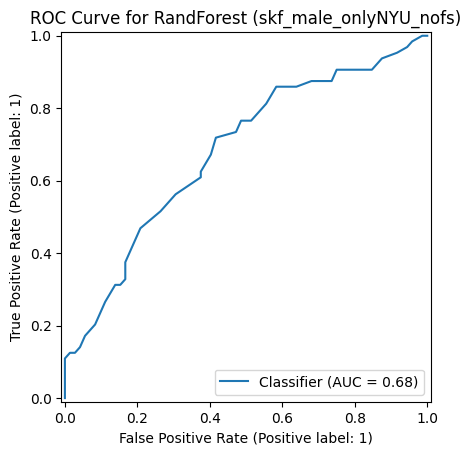 ROC Curve for RandForest (skf_male_onlyNYU_nofs)
True Positive Rate (Positive label: 1)
1.0
0.8
0.6
0.4
0.2
0.0
Classifier (AUC = 0.68)
0.0 0.2 0.4 0.6 0.8 1.0
False Positive Rate (Positive label: 1)